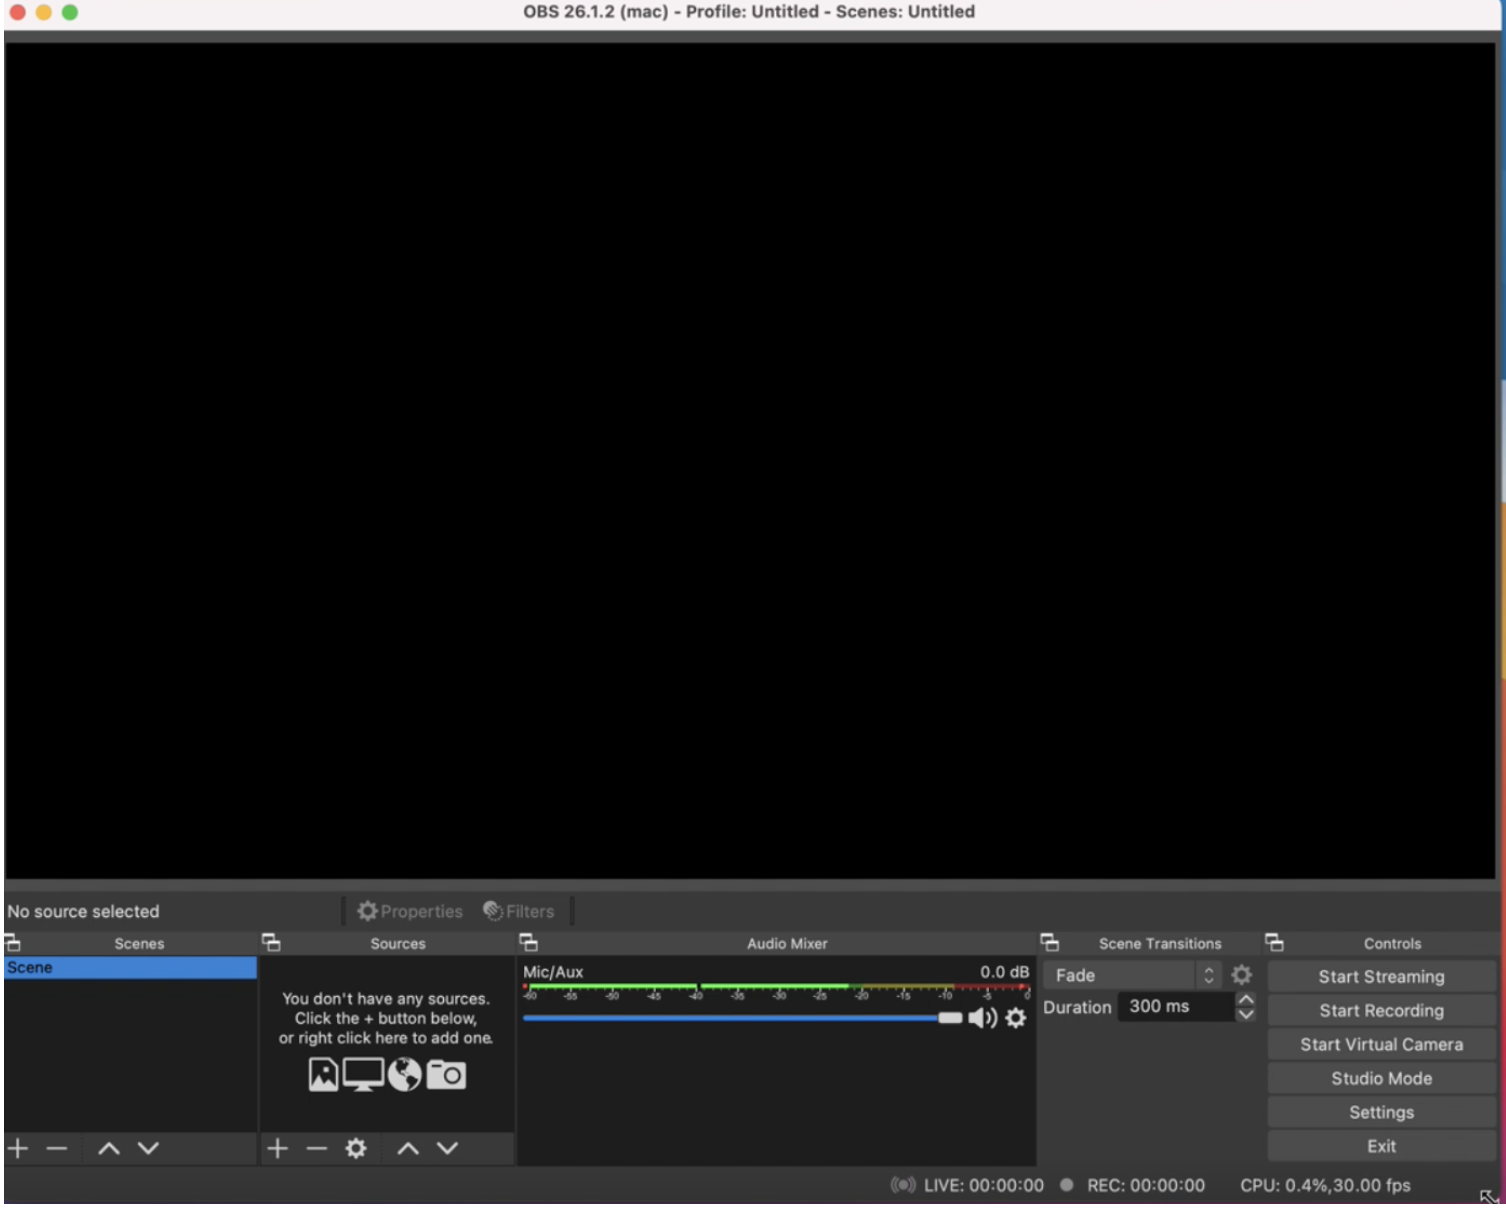 OBS 26.1.2 (mac) - Profile: Untitled - Scenes: Untitled
No source selected
Properties
Filters
Scenes
Sources
Audio Mixer
Scene Transitions
Controls
Scene
You don't have any sources.
Click the + button below,
or right click here to add one.
Mic/Aux
0.0 dB
-60 -55 -50 -45 -40 -35 -30 -25 -20 -15 -10 -5 0
Fade
Duration 300 ms
Start Streaming
Start Recording
Start Virtual Camera
Studio Mode
Settings
Exit
LIVE: 00:00:00
REC: 00:00:00
CPU: 0.4%,30.00 fps